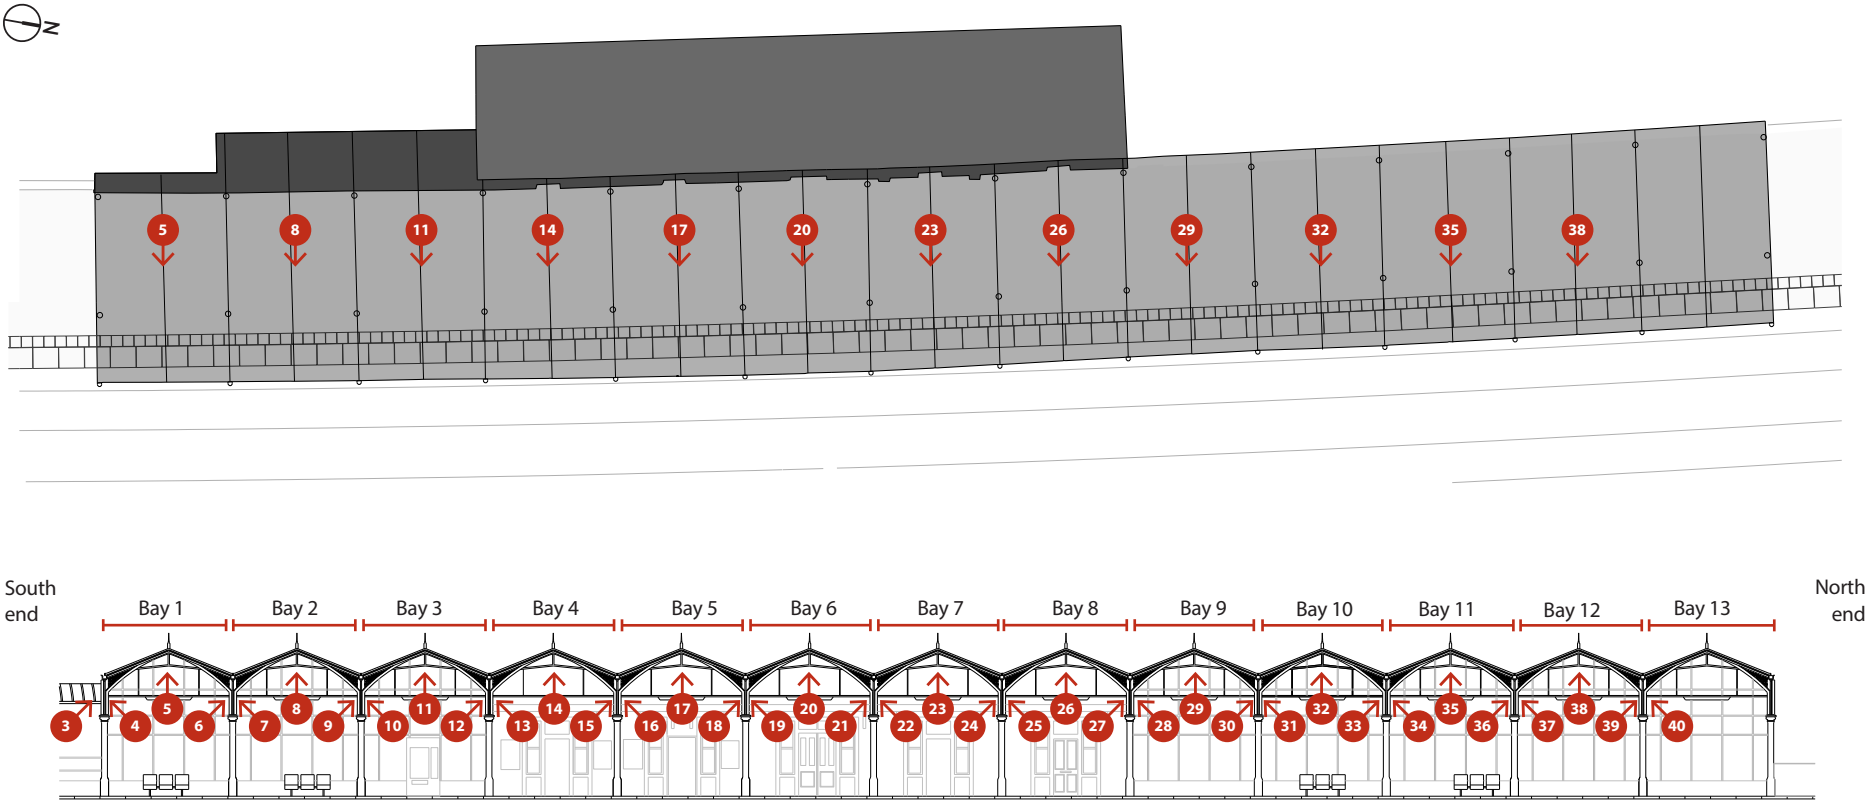 N
5 8 11 14 17 20 23 26 29 32 35 38
South
end
Bay 1 Bay 2 Bay 3 Bay 4 Bay 5 Bay 6 Bay 7 Bay 8 Bay 9 Bay 10 Bay 11 Bay 12 Bay 13
North
end
3 4 5 6 7 8 9 10 11 12 13 14 15 16 17 18 19 20 21 22 23 24 25 26 27 28 29 30 31 32 33 34 35 36 37 38 39 40